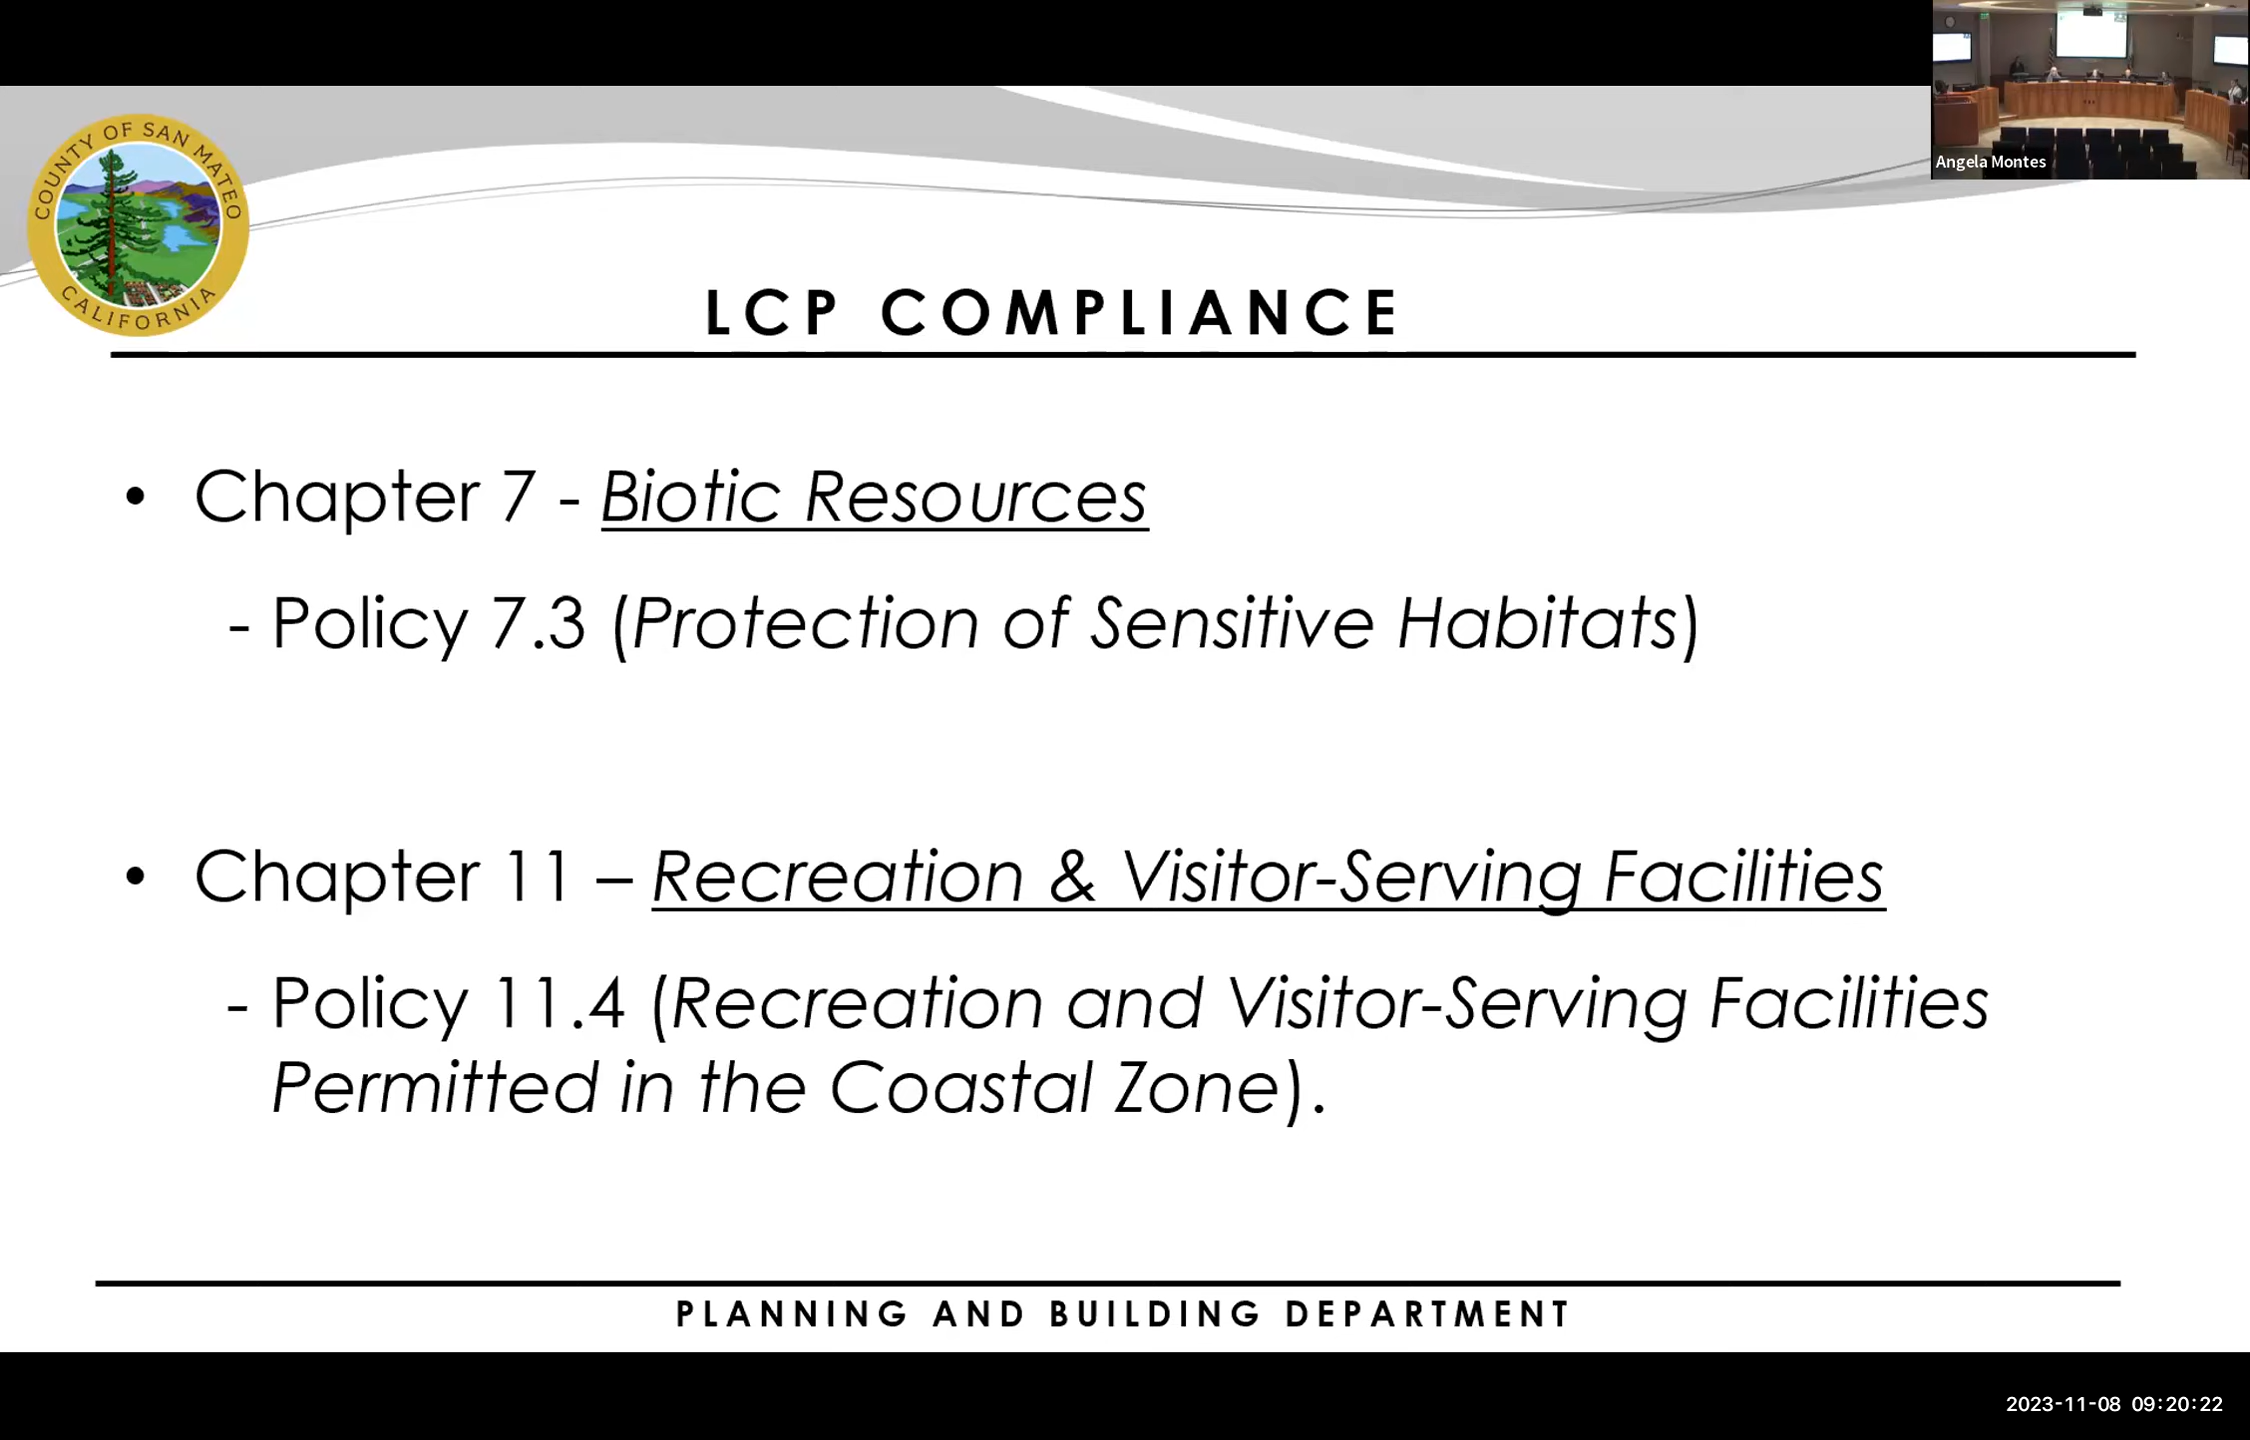 Angela Montes
COUNTY OF SAN MATEO
CALIFORNIA
LCP COMPLIANCE
• Chapter 7 - Biotic Resources
- Policy 7.3 (Protection of Sensitive Habitats)
• Chapter 11 – Recreation & Visitor-Serving Facilities
- Policy 11.4 (Recreation and Visitor-Serving Facilities
Permitted in the Coastal Zone).
PLANNING AND BUILDING DEPARTMENT
2023-11-08 09:20:22